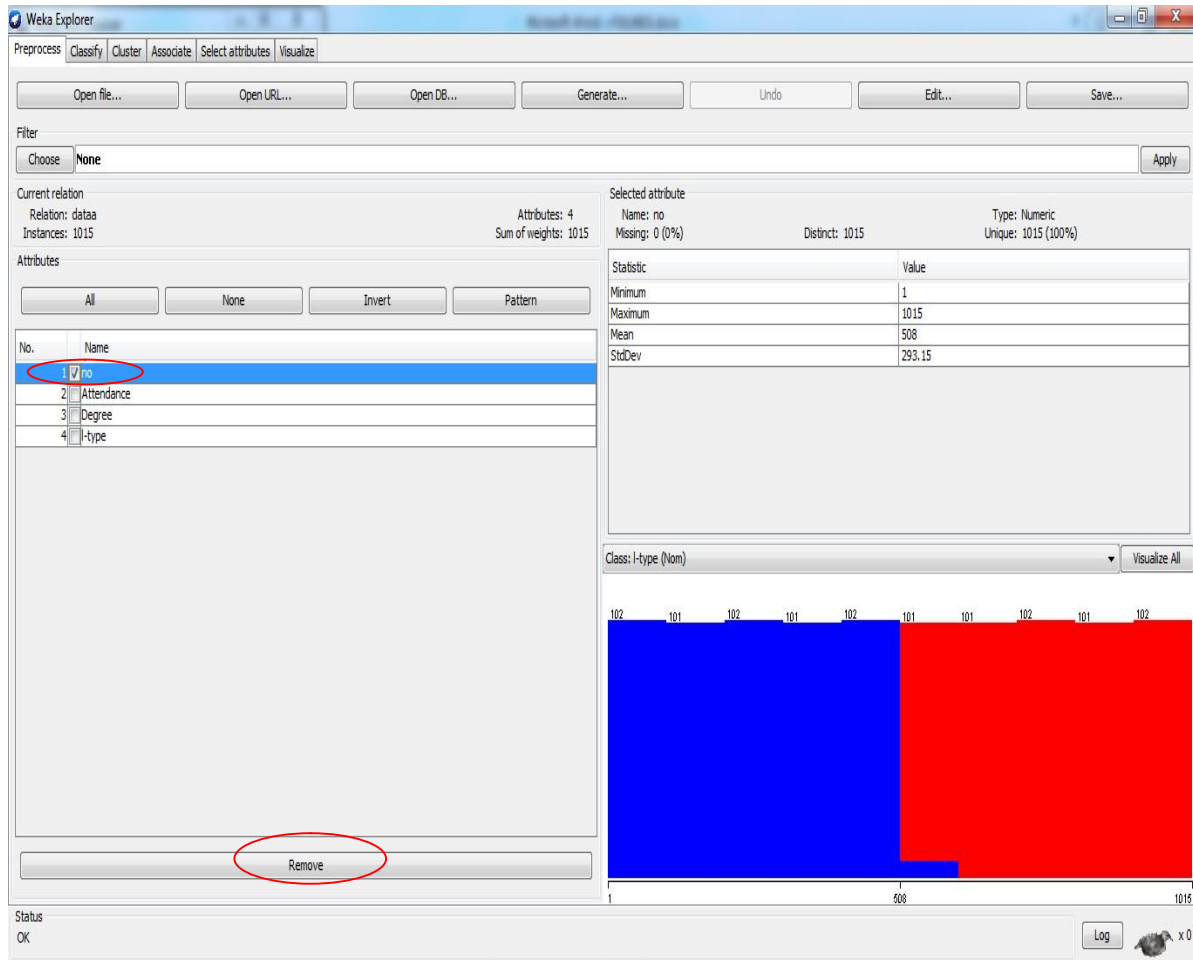 Weka Explorer
Preprocess Classify Cluster Associate Select attributes Visualize
Open file... Open URL... Open DB... Generate... Undo Edit... Save...
Filter
Choose None Apply
Current relation
Relation: dataa Attributes: 4
Instances: 1015 Sum of weights: 1015
Attributes
All None Invert Pattern
No. Name
1 no
2 Attendance
3 Degree
4 l-type
Remove
Selected attribute
Name: no Type: Numeric
Missing: 0 (0%) Distinct: 1015 Unique: 1015 (100%)
Statistic Value
Minimum 1
Maximum 1015
Mean 508
StdDev 293.15
Class: l-type (Nom) Visualize All
102 101 102 101 102 101 101 102 101 102
1 508 1015
Status
OK Log x 0